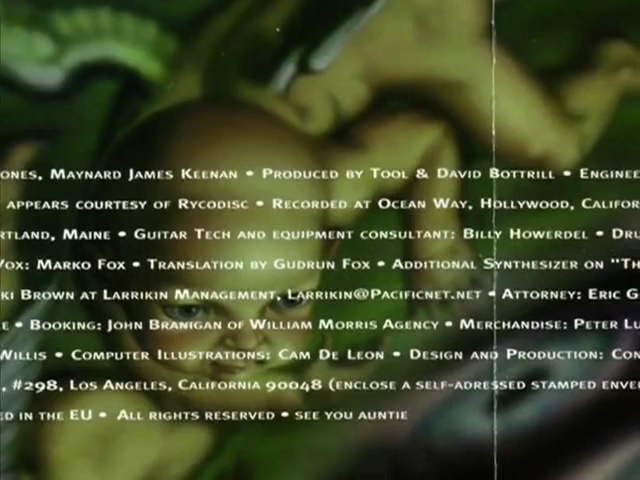 ONES, MAYNARD JAMES KEENAN • PRODUCED BY TOOL & DAVID BOTTRILL • ENGINEE
APPEARS COURTESY OF RYCODISC • RECORDED AT OCEAN WAY, HOLLYWOOD, CALIFOR
RTLAND, MAINE • GUITAR TECH AND EQUIPMENT CONSULTANT: BILLY HOWERDEL • DRU
VOX: MARKO FOX • TRANSLATION BY GUDRUN FOX • ADDITIONAL SYNTHESIZER ON "TH
KI BROWN AT LARRIKIN MANAGEMENT, LARRIKIN@PACIFICNET.NET • ATTORNEY: ERIC G
E • BOOKING: JOHN BRANIGAN OF WILLIAM MORRIS AGENCY • MERCHANDISE: PETER LU
WILLIS • COMPUTER ILLUSTRATIONS: CAM DE LEON • DESIGN AND PRODUCTION: CON
, #298, LOS ANGELES, CALIFORNIA 90048 (ENCLOSE A SELF-ADRESSED STAMPED ENVE
ED IN THE EU • ALL RIGHTS RESERVED • SEE YOU AUNTIE